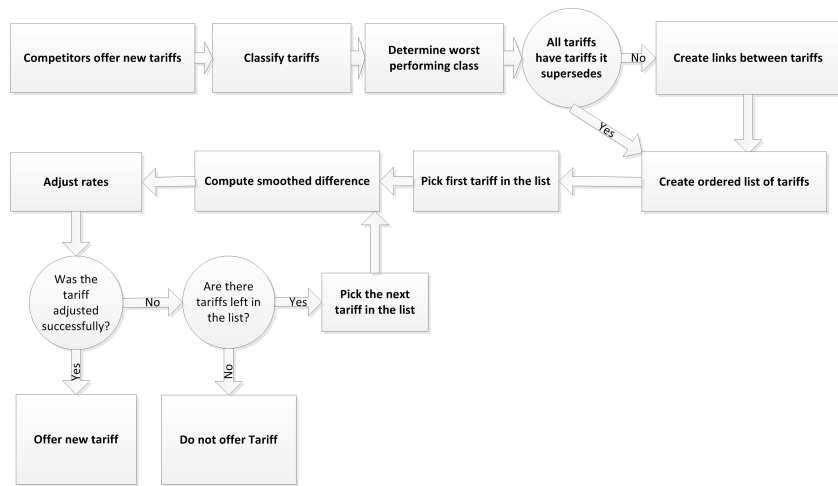 Competitors offer new tariffs
Classify tariffs
Determine worst
performing class
All tariffs
have tariffs it
supersedes
No
Create links between tariffs
Yes
Adjust rates
Compute smoothed difference
Pick first tariff in the list
Create ordered list of tariffs
Was the
tariff
adjusted
successfully?
No
Are there
tariffs left in
the list?
Yes
Pick the next
tariff in the list
Yes
No
Offer new tariff
Do not offer Tariff